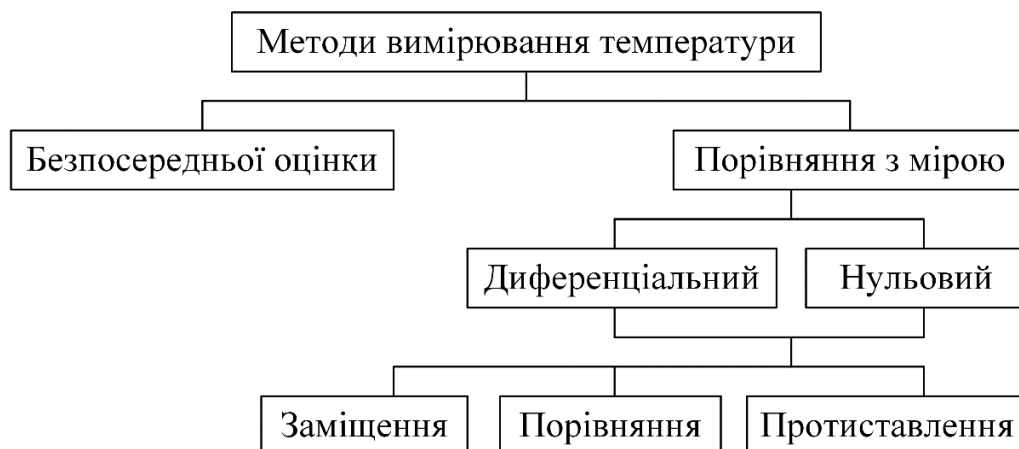 Методи вимірювання температури
Безпосередньої оцінки
Порівняння з мірою
Диференціальний
Нульовий
Заміщення
Порівняння
Протиставлення